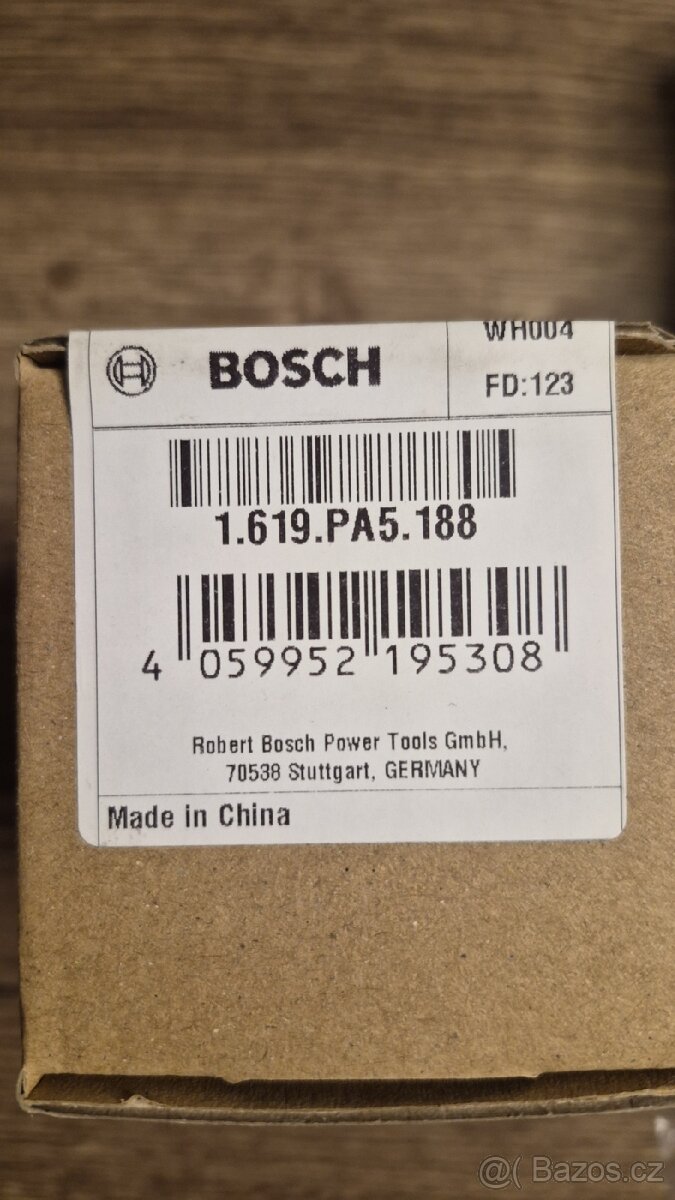 BOSCH
WH004
FD:123
1.619.PA5.188
4 059952 195308
Robert Bosch Power Tools GmbH,
70538 Stuttgart, GERMANY
Made in China
@( Bazos.cz